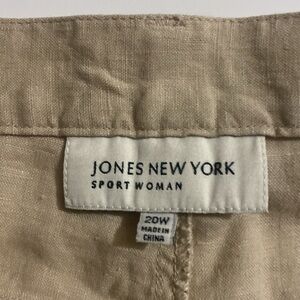 JONES NEW YORK
SPORT WOMAN
20W
MADE IN
CHINA